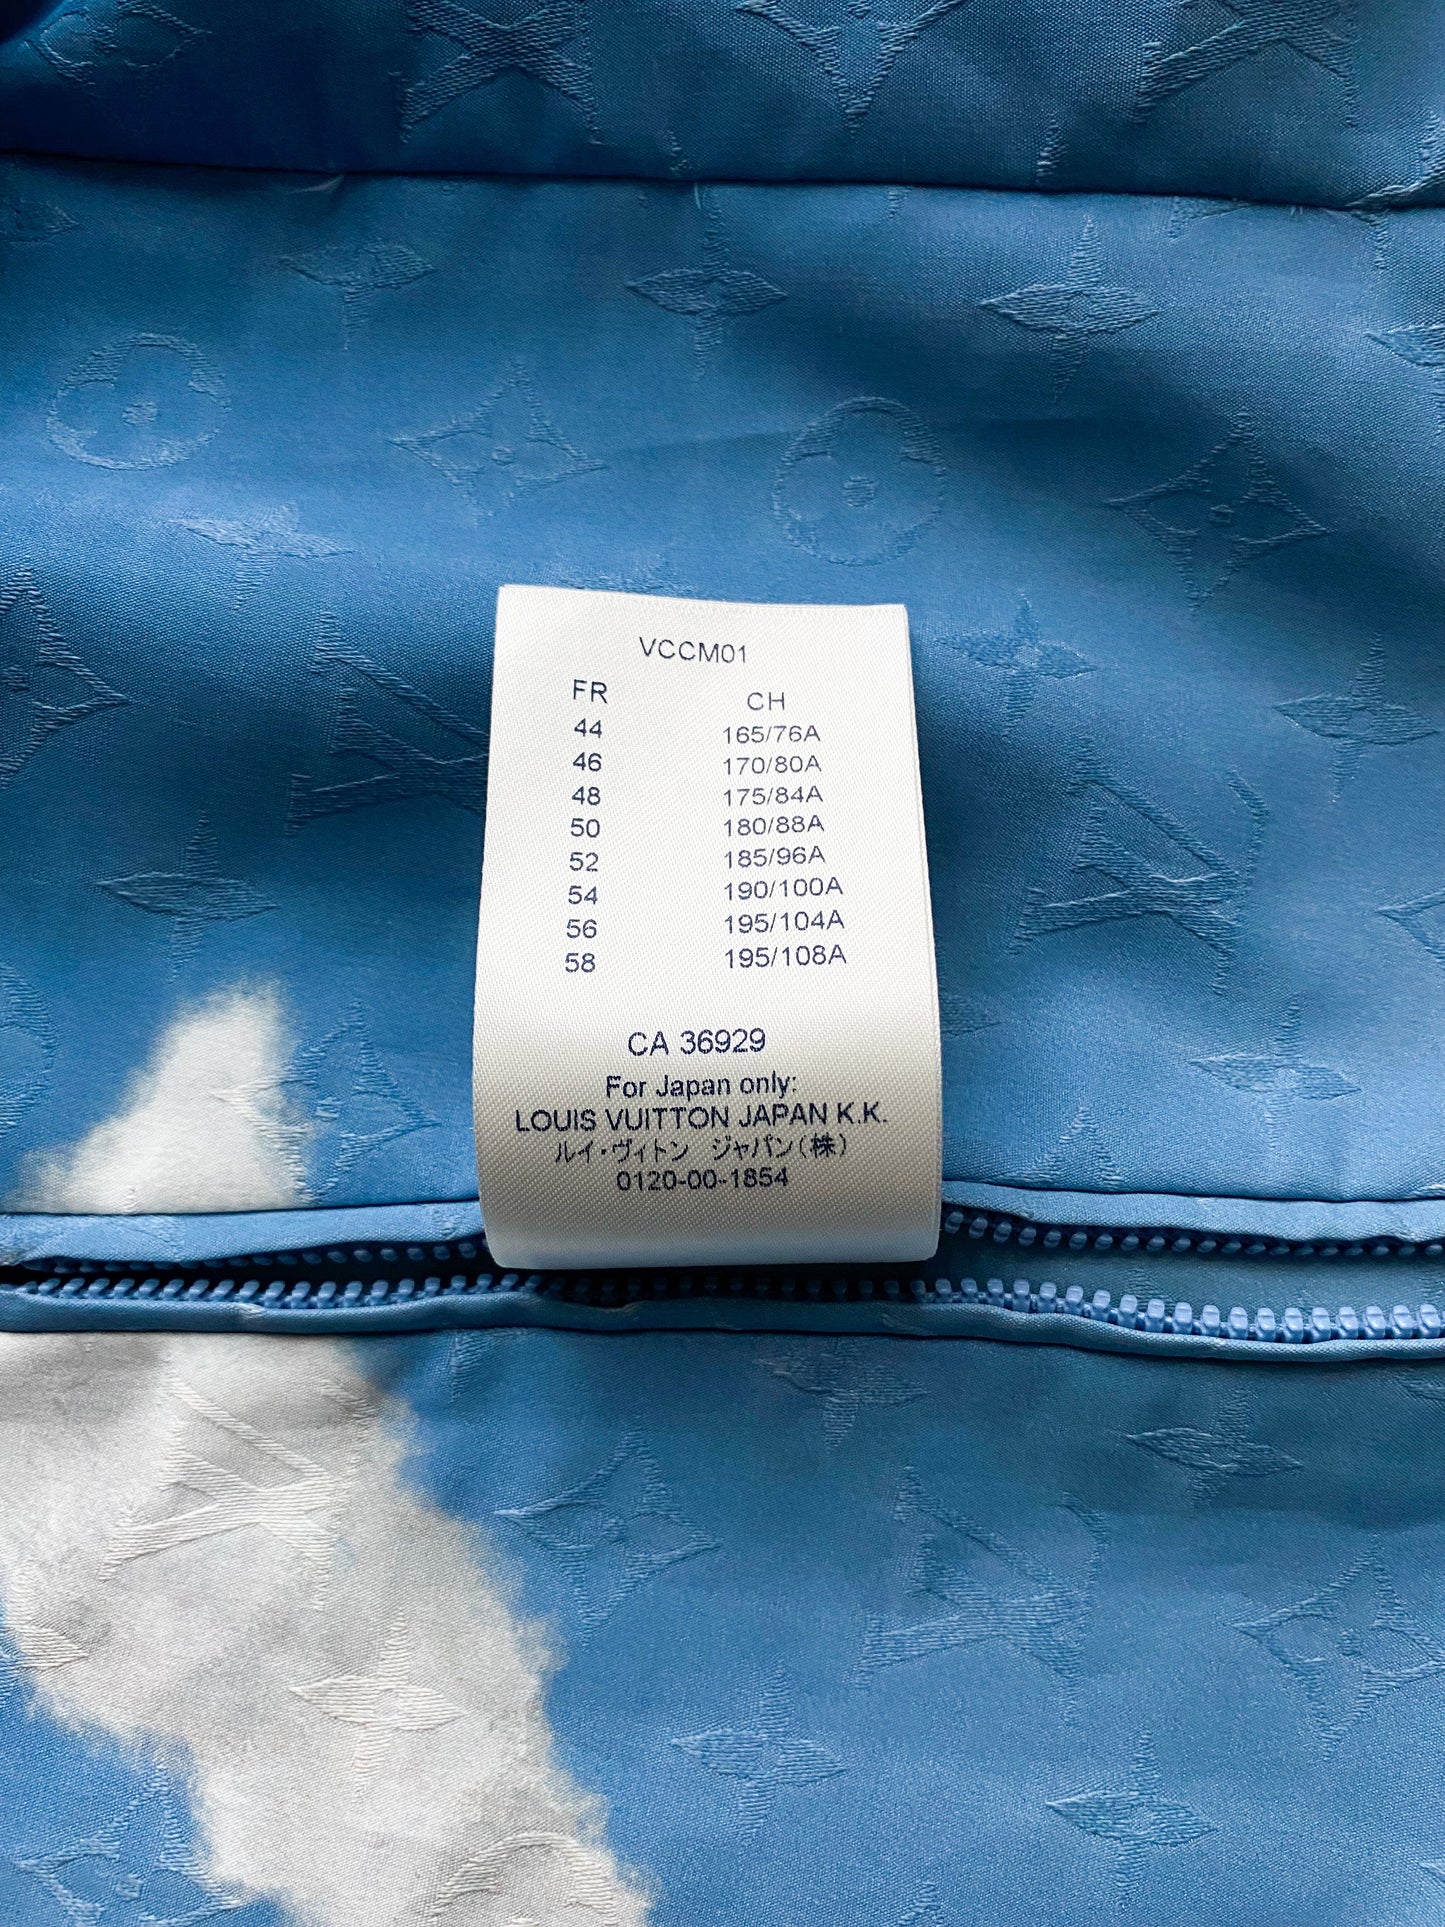 VCCM01
FR CH
44 165/76A
46 170/80A
48 175/84A
50 180/88A
52 185/96A
54 190/100A
56 195/104A
58 195/108A
CA 36929
For Japan only:
LOUIS VUITTON JAPAN K.K.
ルイ・ヴィトン ジャパン(株)
0120-00-1854